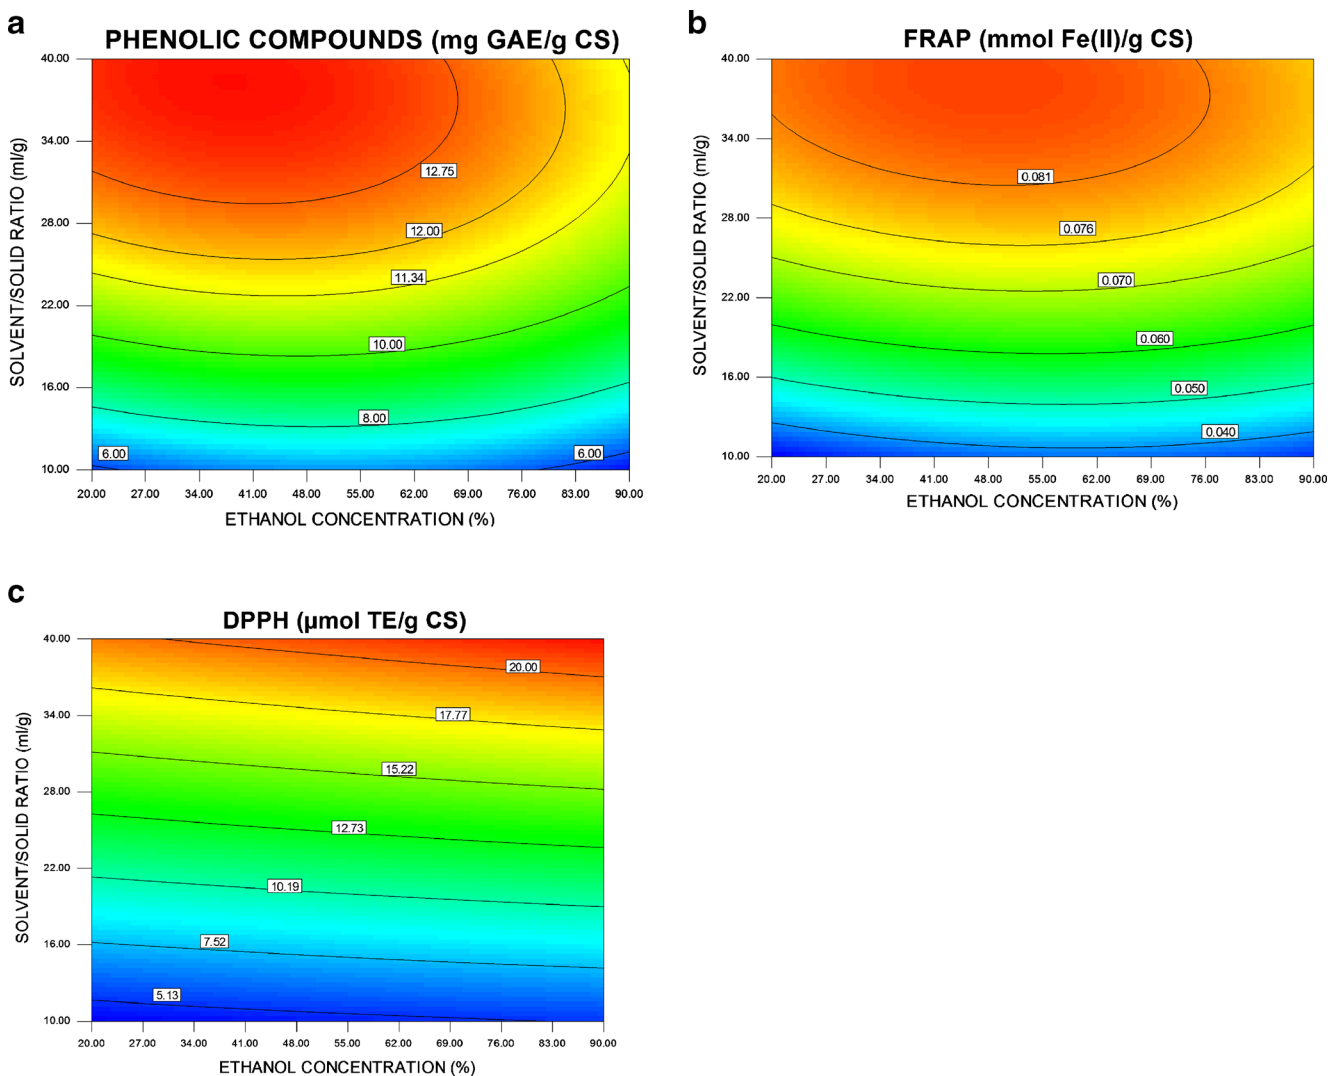 a
PHENOLIC COMPOUNDS (mg GAE/g CS)
40.00
34.00
28.00
22.00
16.00
10.00
SOLVENT/SOLID RATIO (ml/g)
12.75
12.00
11.34
10.00
8.00
6.00
6.00
20.00 27.00 34.00 41.00 48.00 55.00 62.00 69.00 76.00 83.00 90.00
ETHANOL CONCENTRATION (%)
b
FRAP (mmol Fe(II)/g CS)
40.00
34.00
28.00
22.00
16.00
10.00
SOLVENT/SOLID RATIO (ml/g)
0.081
0.076
0.070
0.060
0.050
0.040
20.00 27.00 34.00 41.00 48.00 55.00 62.00 69.00 76.00 83.00 90.00
ETHANOL CONCENTRATION (%)
c
DPPH (µmol TE/g CS)
40.00
34.00
28.00
22.00
16.00
10.00
SOLVENT/SOLID RATIO (ml/g)
20.00
17.77
15.22
12.73
10.19
7.52
5.13
20.00 27.00 34.00 41.00 48.00 55.00 62.00 69.00 76.00 83.00 90.00
ETHANOL CONCENTRATION (%)